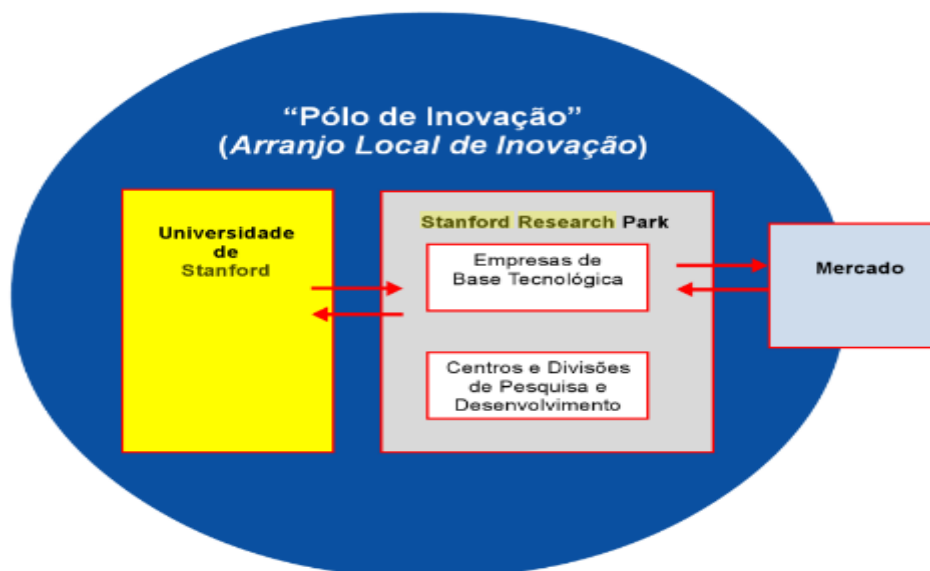 “Pólo de Inovação”
(Arranjo Local de Inovação)
Universidade
de
Stanford
Stanford Research Park
Empresas de
Base Tecnológica
Centros e Divisões
de Pesquisa e
Desenvolvimento
Mercado